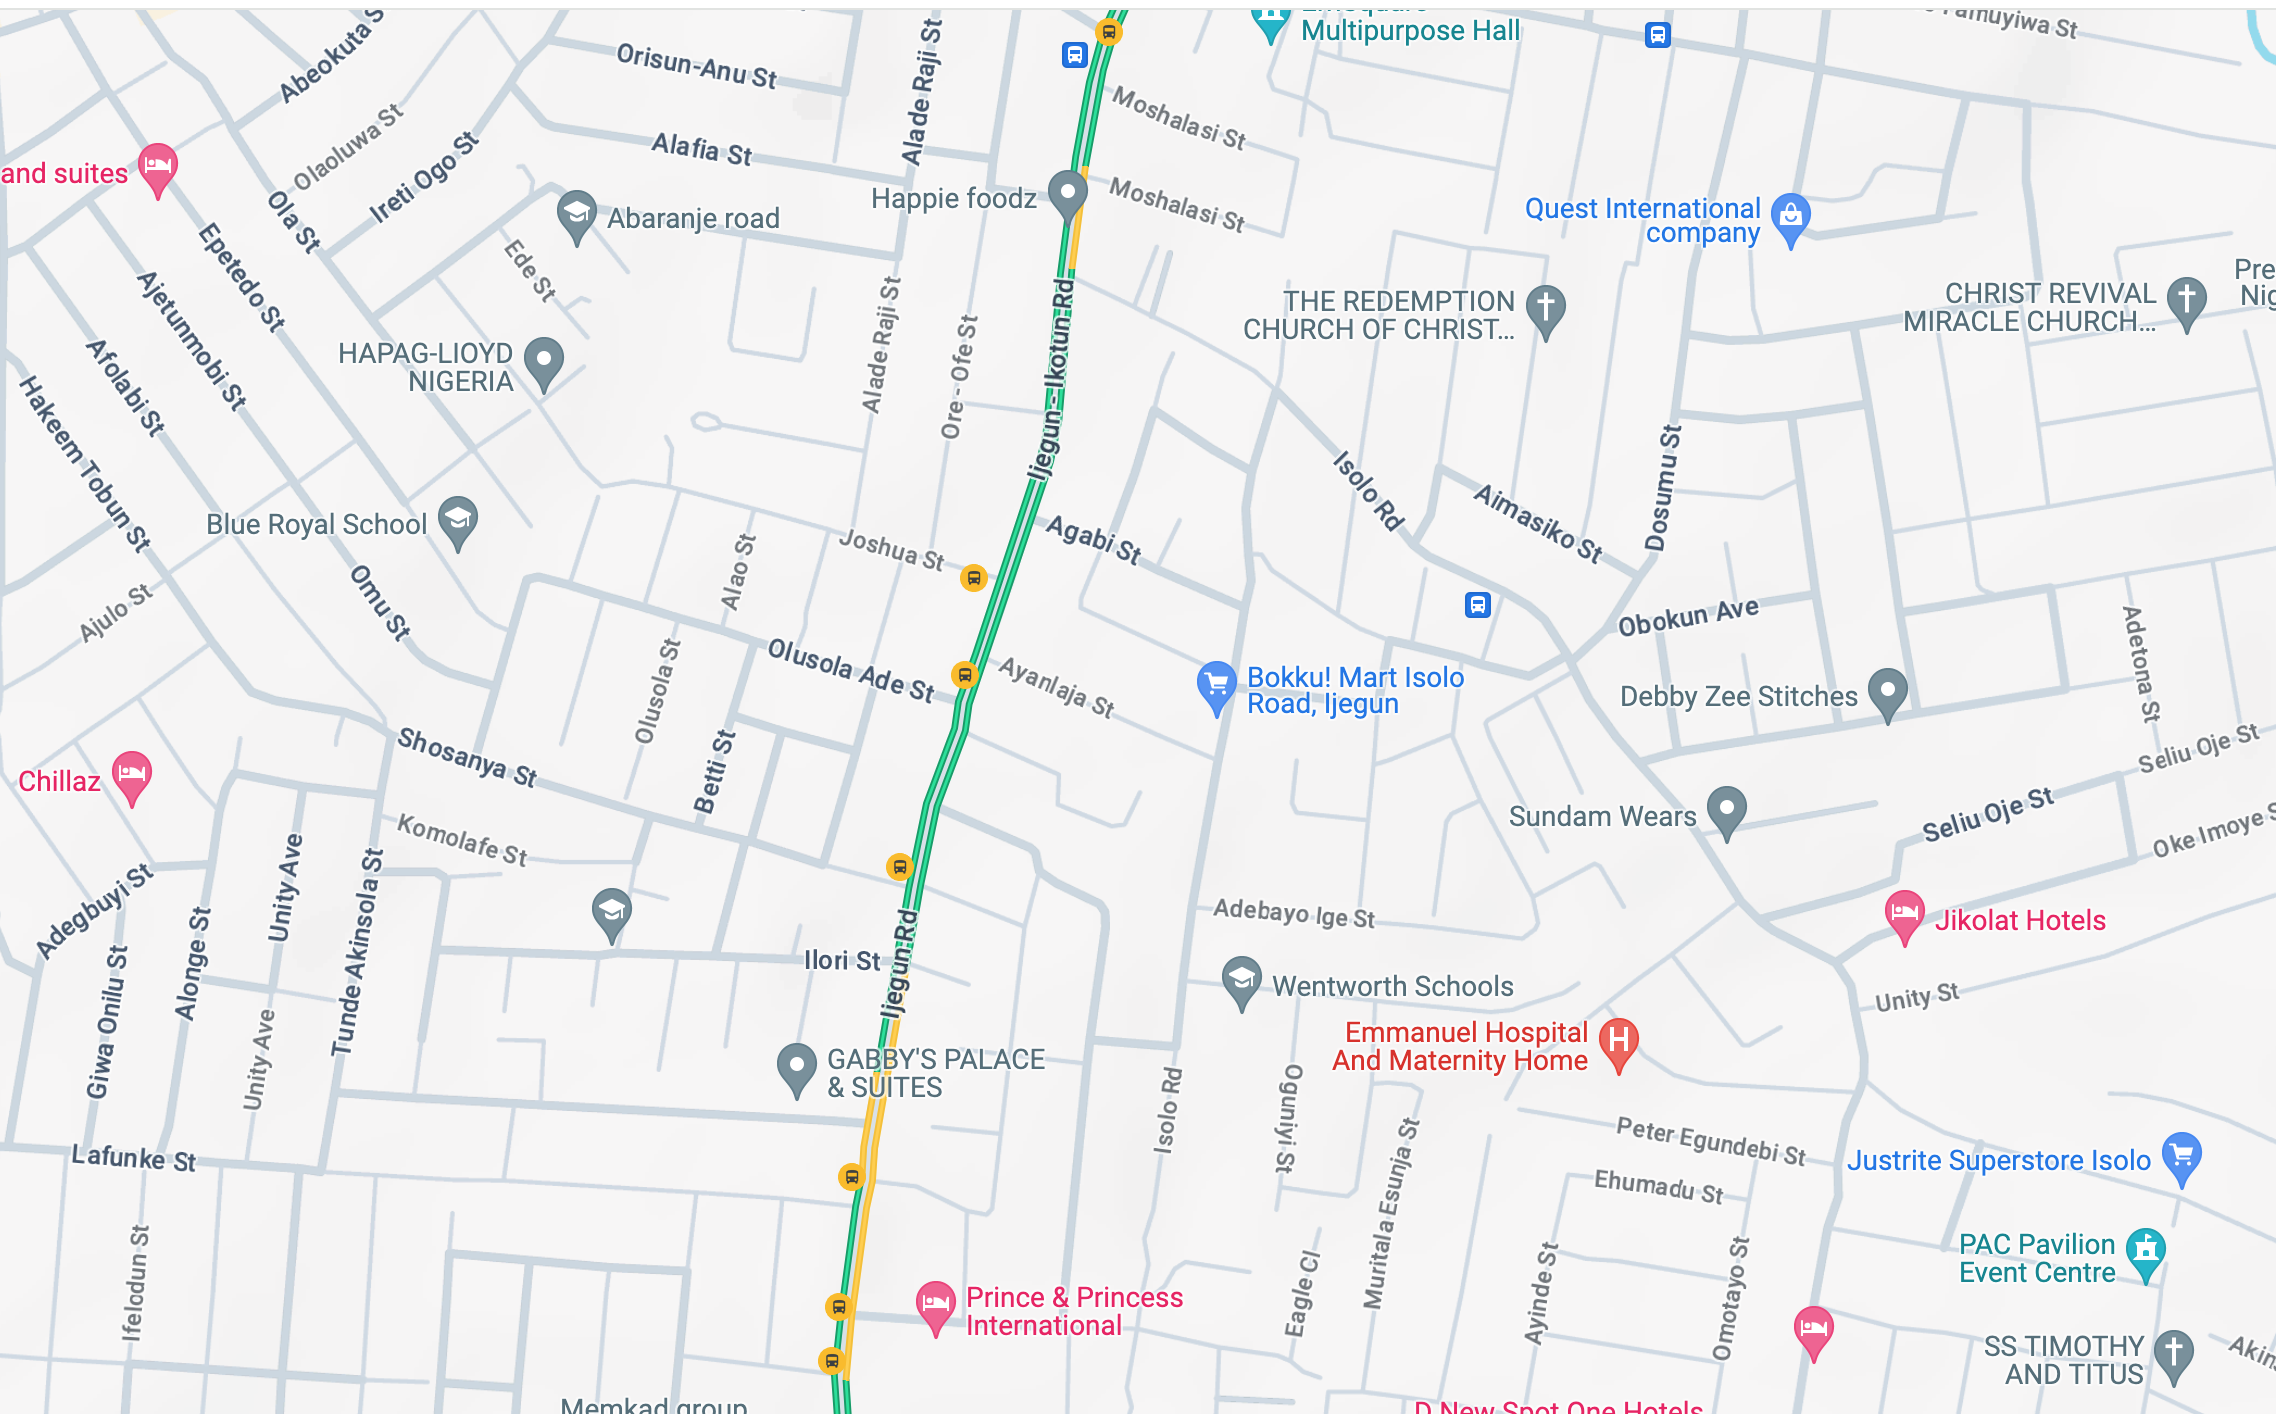 Multipurpose Hall
Famuyiwa St
Abeokuta S
Orisun-Anu St
Alade Raji St
Moshalasi St
Olaoluwa St
Ireti Ogo St
Alafia St
and suites
Happie foodz
Moshalasi St
Quest International
company
Ola St
Abaranje road
Epetedo St
Ede St
Ajetunmobi St
Alade Raji St
Ore - Ofe St
Ijegun - Ikotun Rd
THE REDEMPTION
CHURCH OF CHRIST...
CHRIST REVIVAL
MIRACLE CHURCH...
Pre
Nig
HAPAG-LIOYD
NIGERIA
Afolabi St
Hakeem Tobun St
Isolo Rd
Aimasiko St
Dosumu St
Blue Royal School
Joshua St
Agabi St
Alao St
Omu St
Ajulo St
Obokun Ave
Adetona St
Olusola St
Olusola Ade St
Ayanlaja St
Bokku! Mart Isolo
Road, Ijegun
Debby Zee Stitches
Shosanya St
Betti St
Seliu Oje St
Chillaz
Komolafe St
Sundam Wears
Seliu Oje St
Oke Imoye S
Unity Ave
Tunde Akinsola St
Adegbuyi St
Alonge St
Giwa Onilu St
Ijegun Rd
Ilori St
Adebayo Ige St
Jikolat Hotels
Wentworth Schools
Unity St
Unity Ave
GABBY'S PALACE
& SUITES
Emmanuel Hospital
And Maternity Home
Isolo Rd
Ogunjiyi St
Muritala Esunja St
Peter Egundebi St
Lafunke St
Justrite Superstore Isolo
Ehumadu St
Ifelodun St
Eagle Cl
Ayinde St
Omotayo St
PAC Pavilion
Event Centre
Prince & Princess
International
SS TIMOTHY
AND TITUS
Akin
Memkad group
D New Spot One Hotels